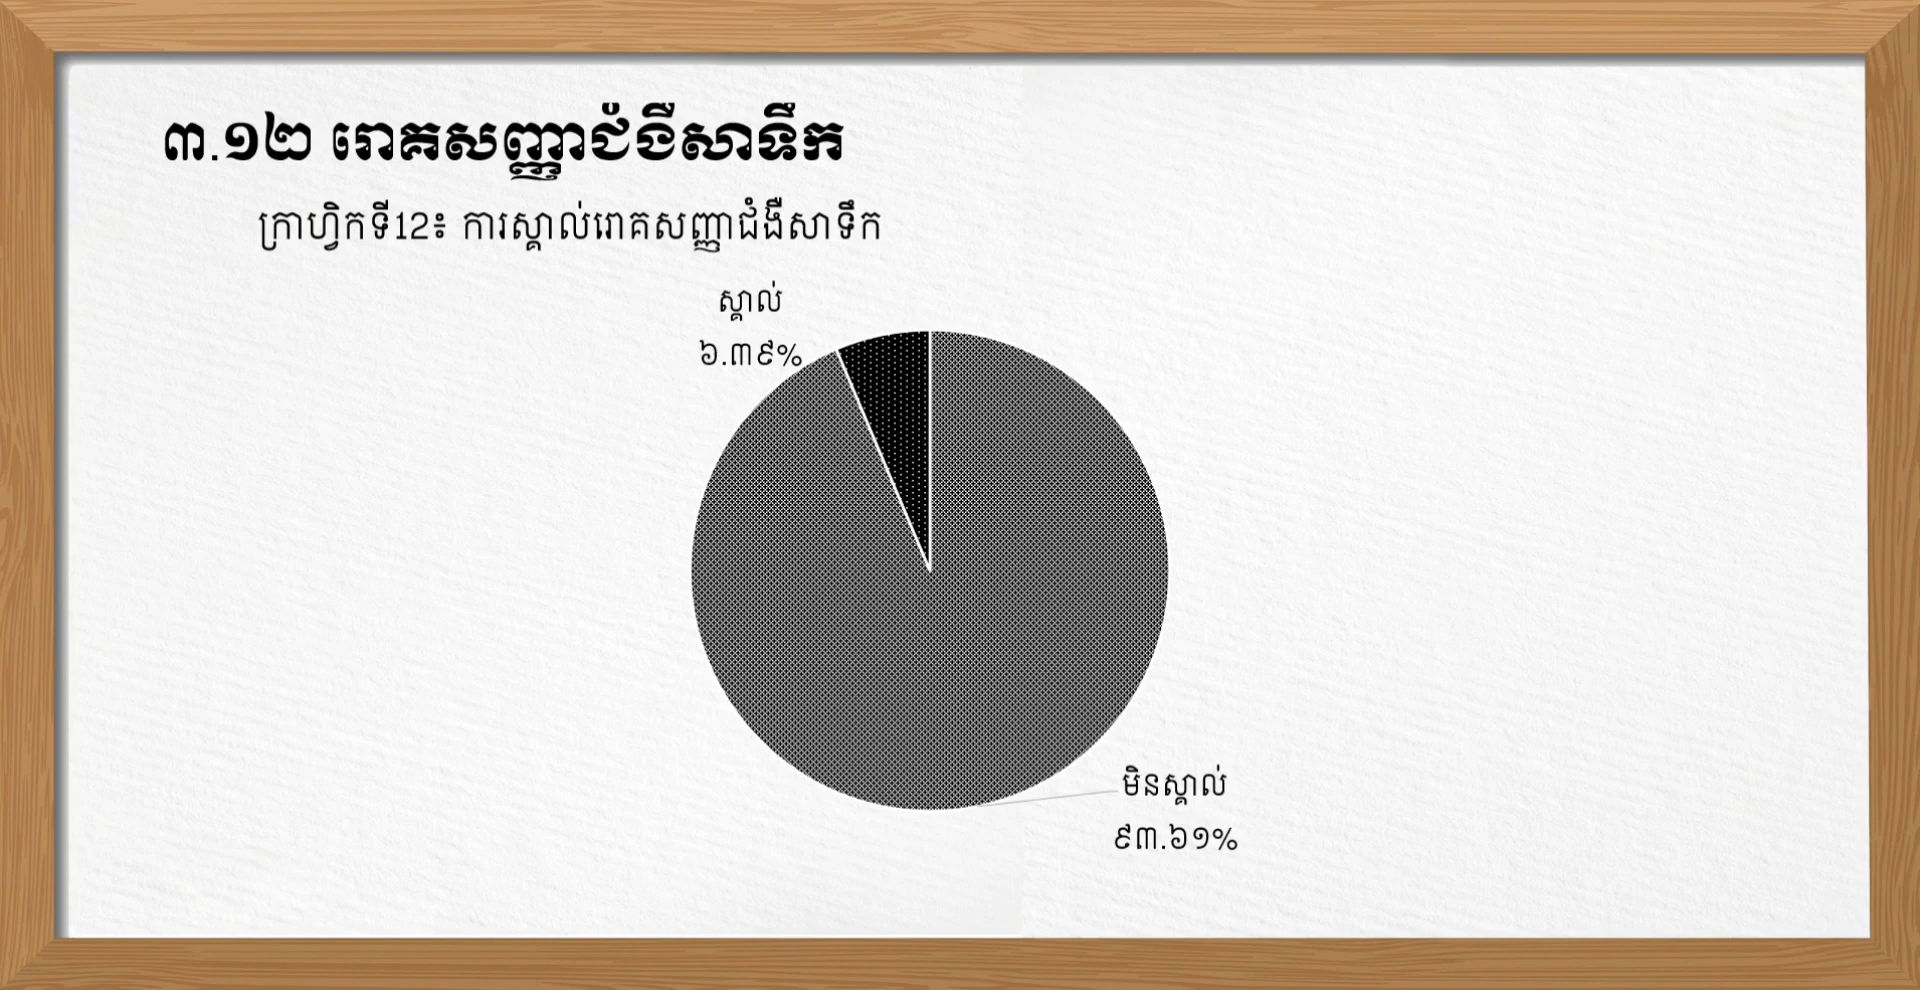 ៣.១២ រោគសញ្ញាជំងឺសាទឹក
ក្រាហ្វិកទី12៖ ការស្គាល់រោគសញ្ញាជំងឺសាទឹក
ស្គាល់
៦.៣៩%
មិនស្គាល់
៩៣.៦១%